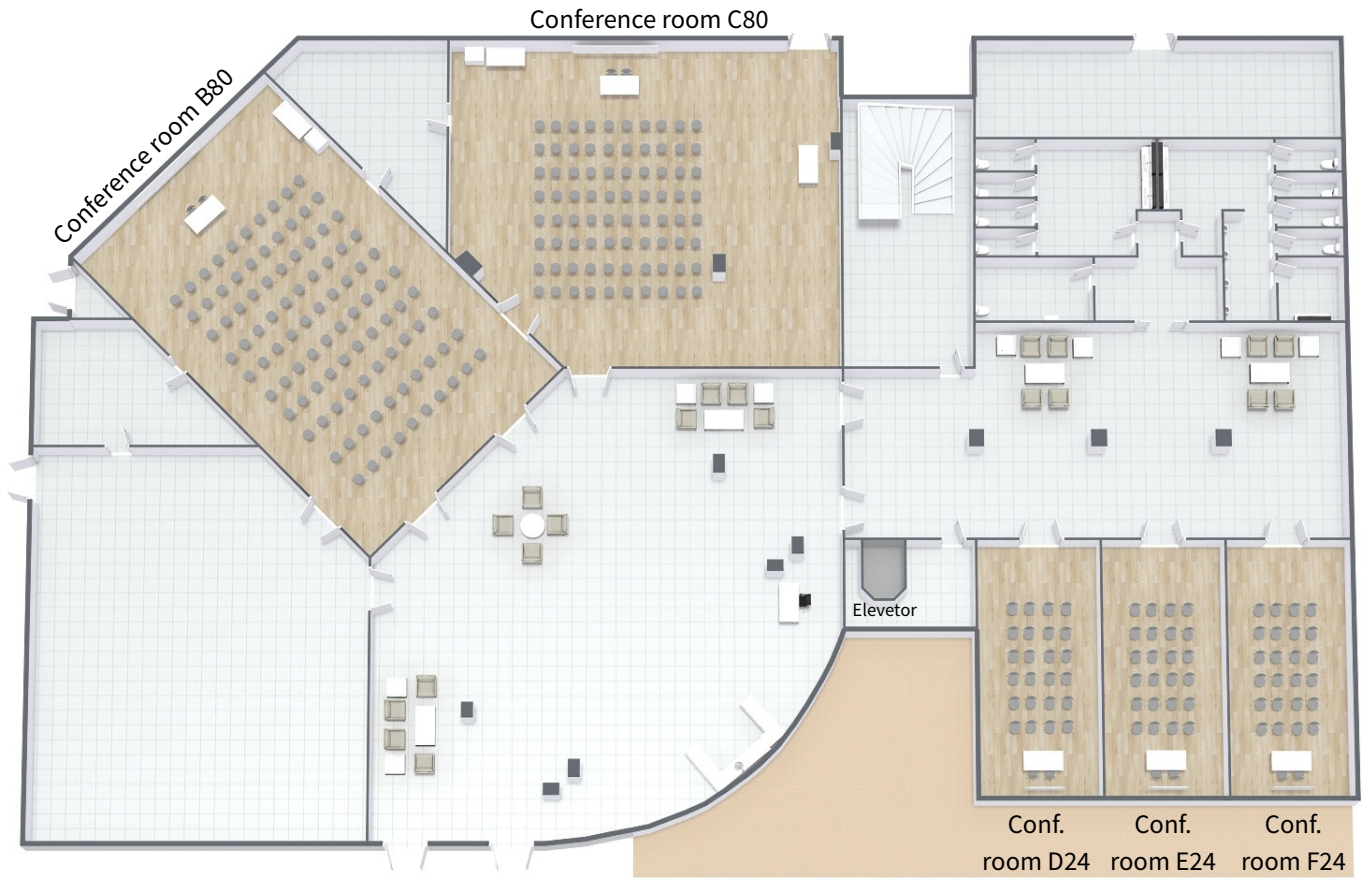 Conference room C80
Conference room B80
Elevetor
Conf.
room D24
Conf.
room E24
Conf.
room F24